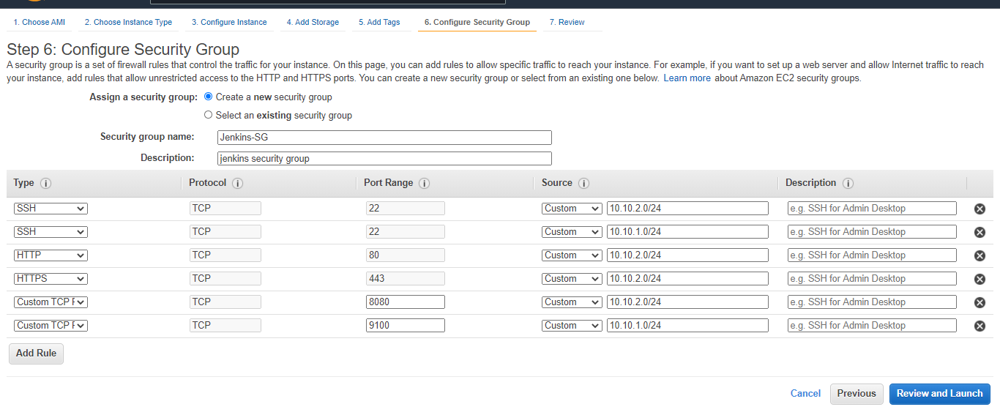 1. Choose AMI 2. Choose Instance Type 3. Configure Instance 4. Add Storage 5. Add Tags 6. Configure Security Group 7. Review
Step 6: Configure Security Group
A security group is a set of firewall rules that control the traffic for your instance. On this page, you can add rules to allow specific traffic to reach your instance. For example, if you want to set up a web server and allow Internet traffic to reach
your instance, add rules that allow unrestricted access to the HTTP and HTTPS ports. You can create a new security group or select from an existing one below. Learn more about Amazon EC2 security groups.
Assign a security group: Create a new security group
Select an existing security group
Security group name: Jenkins-SG
Description: jenkins security group
Type i Protocol i Port Range i Source i Description i
SSH TCP 22 Custom 10.10.2.0/24 e.g. SSH for Admin Desktop
SSH TCP 22 Custom 10.10.1.0/24 e.g. SSH for Admin Desktop
HTTP TCP 80 Custom 10.10.2.0/24 e.g. SSH for Admin Desktop
HTTPS TCP 443 Custom 10.10.2.0/24 e.g. SSH for Admin Desktop
Custom TCP TCP 8080 Custom 10.10.2.0/24 e.g. SSH for Admin Desktop
Custom TCP TCP 9100 Custom 10.10.1.0/24 e.g. SSH for Admin Desktop
Add Rule
Cancel Previous Review and Launch